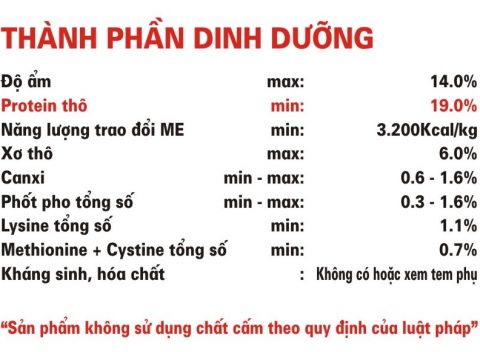 THÀNH PHẦN DINH DƯỠNG
Độ ẩm max: 14.0%
Protein thô min: 19.0%
Năng lượng trao đổi ME min: 3.200Kcal/kg
Xơ thô max: 6.0%
Canxi min - max: 0.6 - 1.6%
Phốt pho tổng số min - max: 0.3 - 1.6%
Lysine tổng số min: 1.1%
Methionine + Cystine tổng số min: 0.7%
Kháng sinh, hóa chất : Không có hoặc xem tem phụ
“Sản phẩm không sử dụng chất cấm theo quy định của luật pháp”